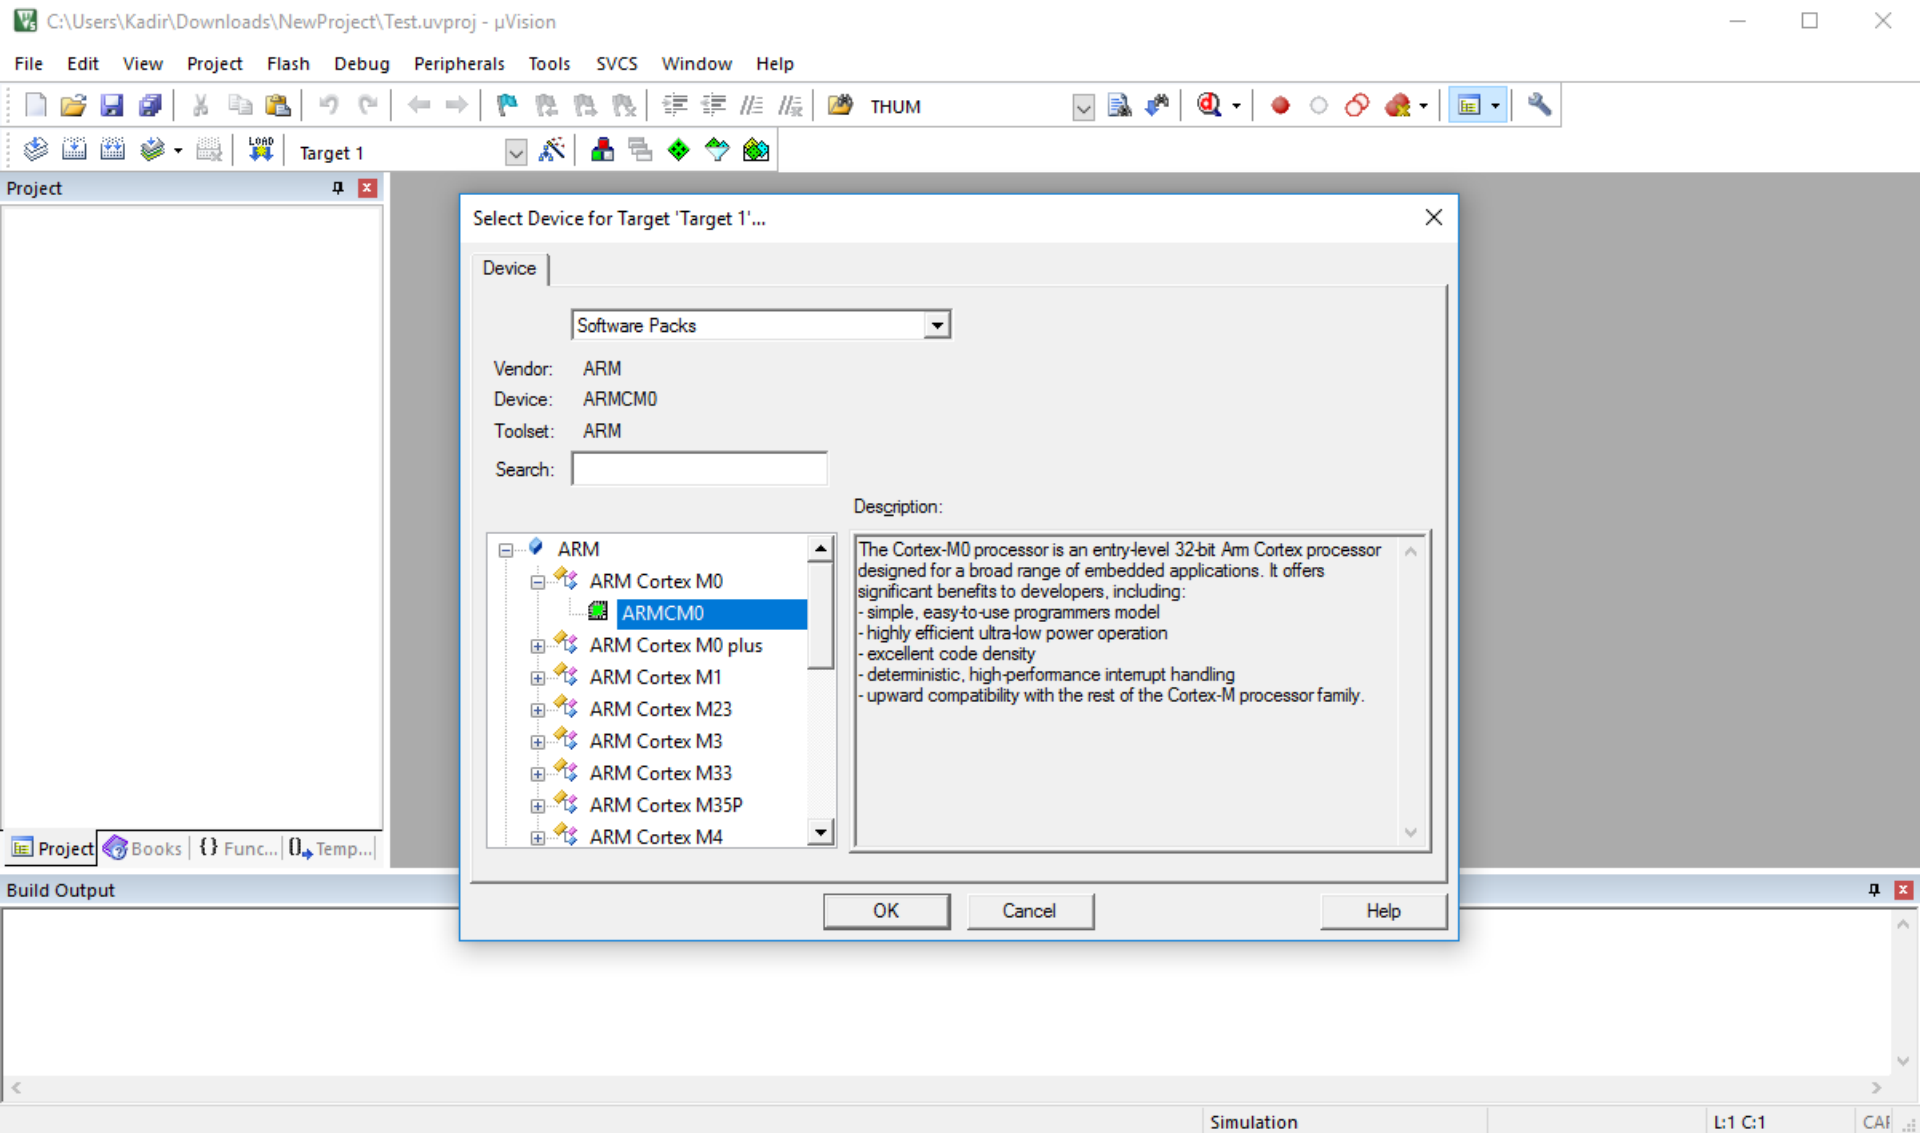 C:\Users\Kadir\Downloads\NewProject\Test.uvproj - µVision
File Edit View Project Flash Debug Peripherals Tools SVCS Window Help
THUM
LOAD Target 1
Project
Select Device for Target 'Target 1'...
Device
Software Packs
Vendor: ARM
Device: ARMCM0
Toolset: ARM
Search:
Description:
ARM
ARM Cortex M0
ARMCM0
ARM Cortex M0 plus
ARM Cortex M1
ARM Cortex M23
ARM Cortex M3
ARM Cortex M33
ARM Cortex M35P
ARM Cortex M4
The Cortex-M0 processor is an entry-level 32-bit Arm Cortex processor
designed for a broad range of embedded applications. It offers
significant benefits to developers, including:
- simple, easy-to-use programmers model
- highly efficient ultra-low power operation
- excellent code density
- deterministic, high-performance interrupt handling
- upward compatibility with the rest of the Cortex-M processor family.
OK Cancel Help
Project Books {} Func... Temp...
Build Output
Simulation L:1 C:1 CAP